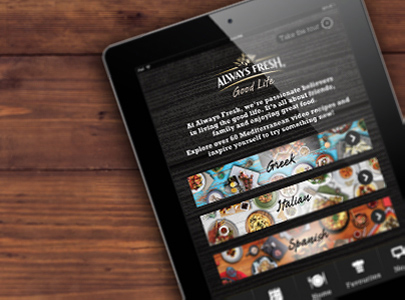 Take the tour
ALWAYS FRESH
Good Life
At Always Fresh, we're passionate believers
in living the good life. It's all about friends,
family and enjoying great food.
Explore over 60 Mediterranean video recipes and
inspire yourself to try something new!
Greek
Italian
Spanish
Favourites